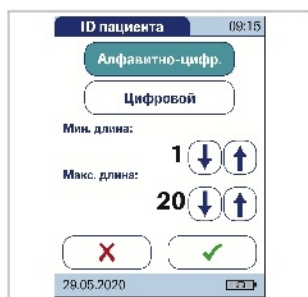 ID пациента 09:15
Алфавитно-цифр.
Цифровой
Мин. длина:
1
Макс. длина:
20
29.05.2020